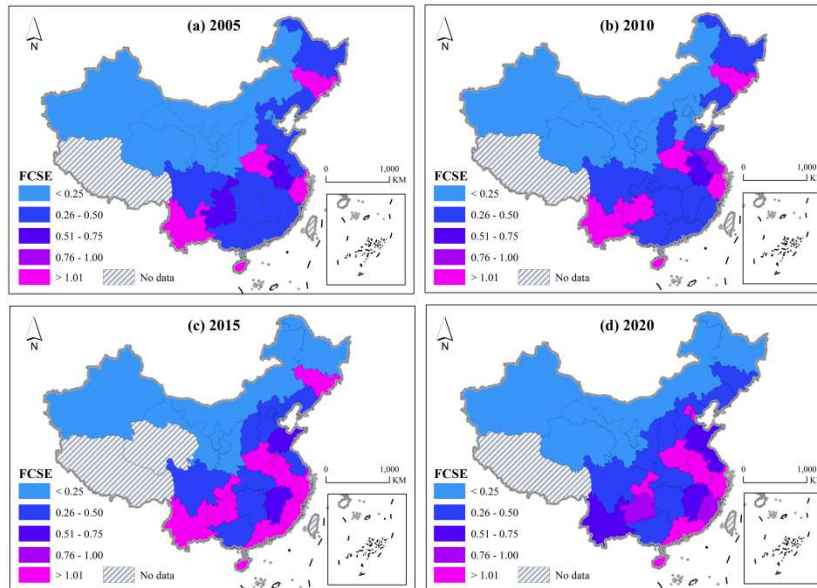 (a) 2005
N
0 1,000
KM
FCSE
< 0.25
0.26 - 0.50
0.51 - 0.75
0.76 - 1.00
> 1.01
No data
(b) 2010
N
0 1,000
KM
FCSE
< 0.25
0.26 - 0.50
0.51 - 0.75
0.76 - 1.00
> 1.01
No data
(c) 2015
N
0 1,000
KM
FCSE
< 0.25
0.26 - 0.50
0.51 - 0.75
0.76 - 1.00
> 1.01
No data
(d) 2020
N
0 1,000
KM
FCSE
< 0.25
0.26 - 0.50
0.51 - 0.75
0.76 - 1.00
> 1.01
No data